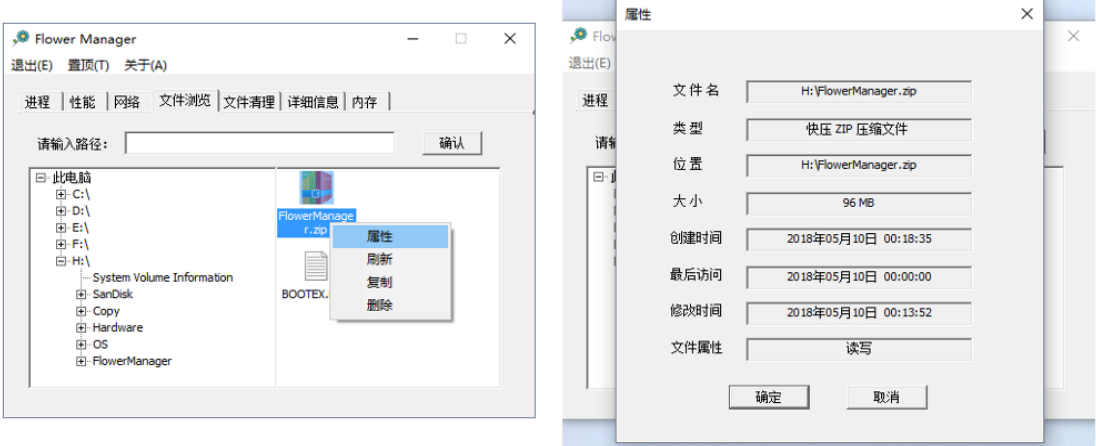 Flower Manager
退出(E) 置顶(T) 关于(A)
进程 性能 网络 文件浏览 文件清理 详细信息 内存
请输入路径： 确认
此电脑
C:\
D:\
E:\
F:\
H:\
System Volume Information
SanDisk
Copy
Hardware
OS
FlowerManager
FlowerManage
r.zip
BOOTEX.
属性
刷新
复制
删除
属性
Flow
退出(E)
进程
请输
文件名 H:\FlowerManager.zip
类型 快压 ZIP 压缩文件
位置 H:\FlowerManager.zip
大小 96 MB
创建时间 2018年05月10日 00:18:35
最后访问 2018年05月10日 00:00:00
修改时间 2018年05月10日 00:13:52
文件属性 读写
确定 取消